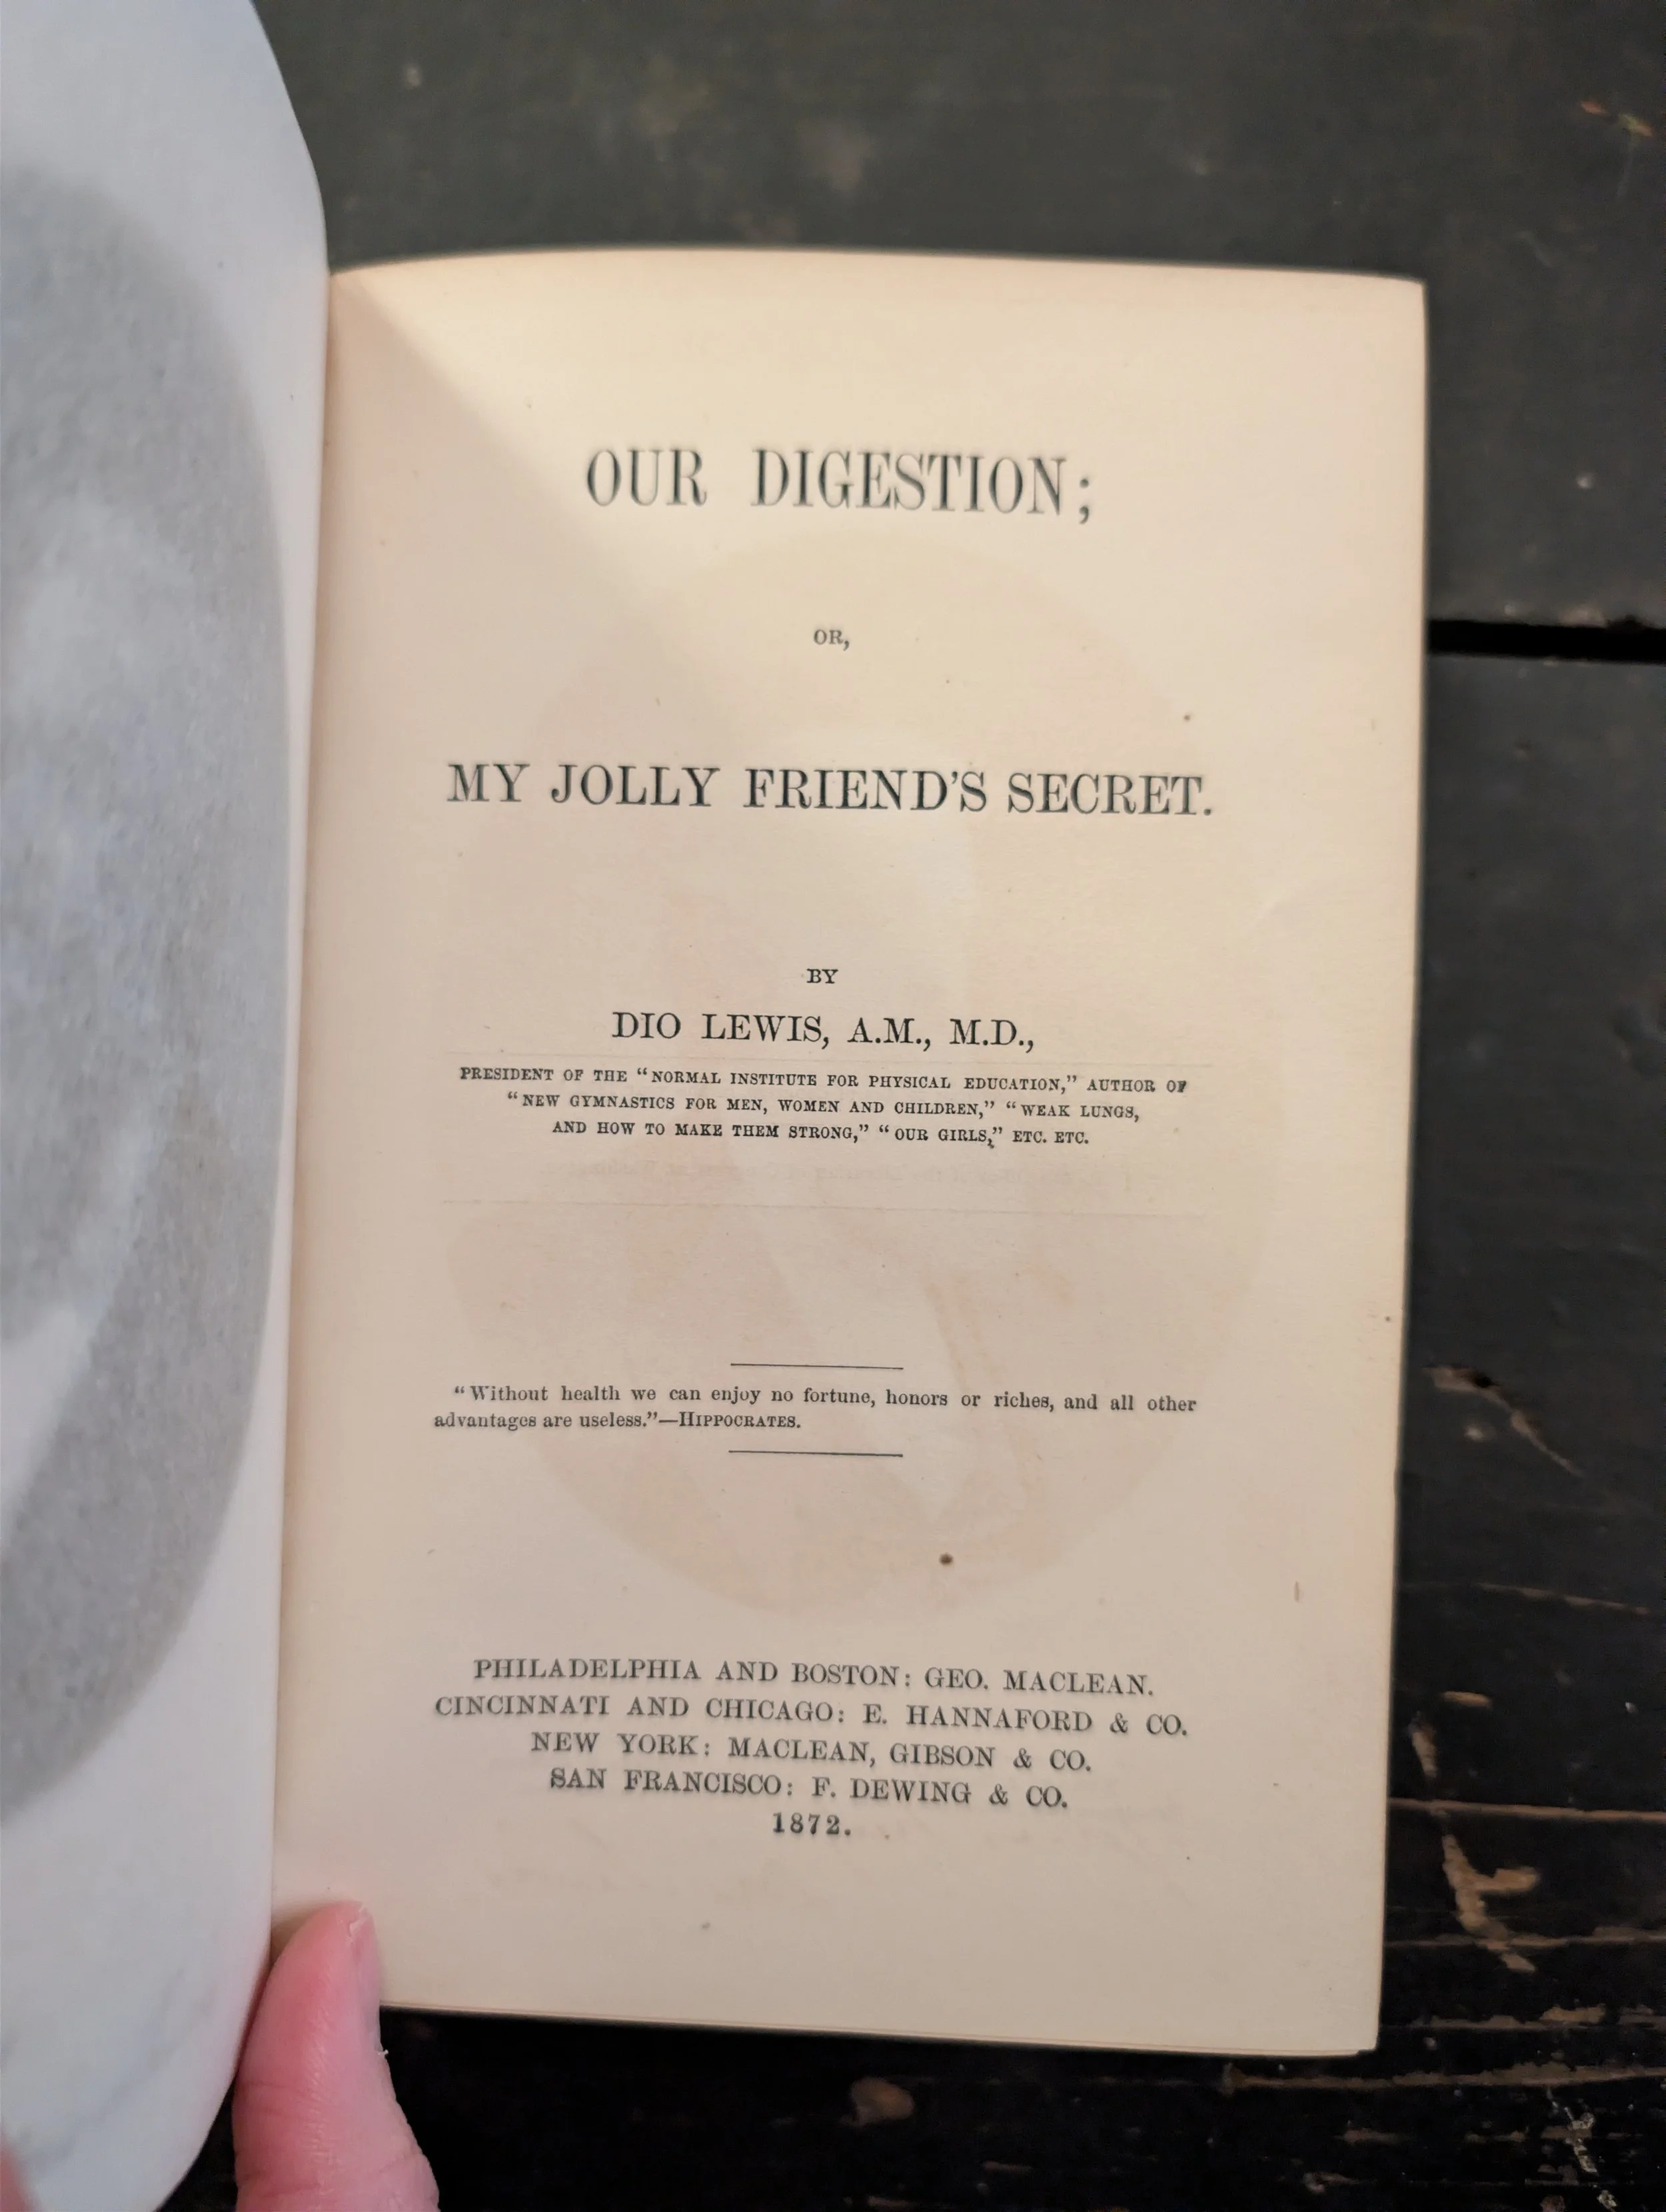 OUR DIGESTION;
OR,
MY JOLLY FRIEND'S SECRET.
BY
DIO LEWIS, A.M., M.D.,
PRESIDENT OF THE “NORMAL INSTITUTE FOR PHYSICAL EDUCATION,” AUTHOR OF
“NEW GYMNASTICS FOR MEN, WOMEN AND CHILDREN,” “WEAK LUNGS,
AND HOW TO MAKE THEM STRONG,” “OUR GIRLS,” ETC. ETC.
“Without health we can enjoy no fortune, honors or riches, and all other
advantages are useless.”—HIPPOCRATES.
PHILADELPHIA AND BOSTON: GEO. MACLEAN.
CINCINNATI AND CHICAGO: E. HANNAFORD & CO.
NEW YORK: MACLEAN, GIBSON & CO.
SAN FRANCISCO: F. DEWING & CO.
1872.